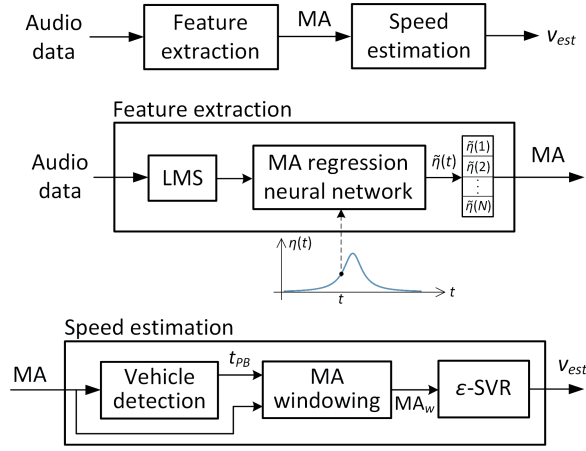 Audio data
Feature extraction
MA
Speed estimation
v_est
Feature extraction
Audio data
LMS
MA regression neural network
η̃(t)
η̃(1)
η̃(2)
⋮
η̃(N)
MA
η(t)
t
t
Speed estimation
MA
Vehicle detection
t_PB
MA windowing
MA_w
ε-SVR
v_est